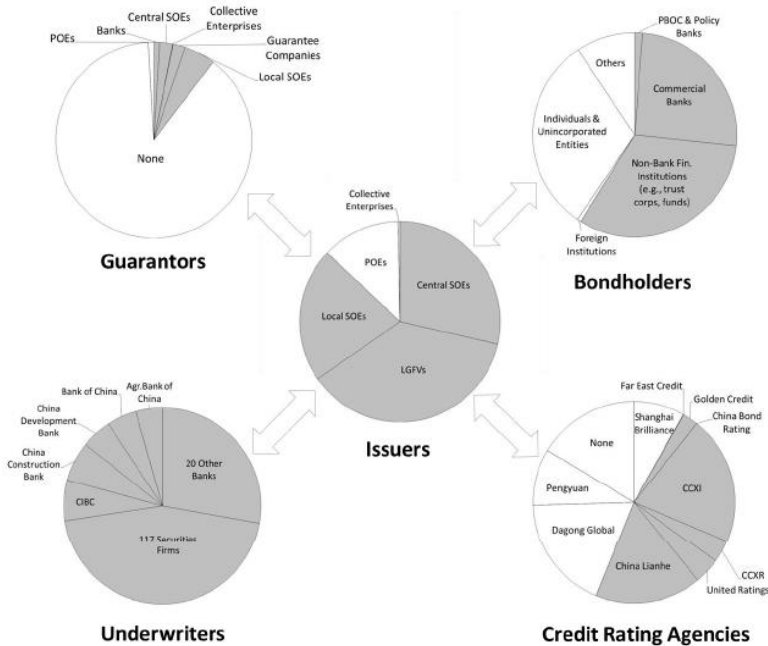 Central SOEs
Collective
Enterprises
Banks
POEs
Guarantee
Companies
Local SOEs
None
Guarantors
PBOC & Policy
Banks
Others
Commercial
Banks
Individuals &
Unincorporated
Entities
Non-Bank Fin.
Institutions
(e.g., trust
corps, funds)
Foreign
Institutions
Bondholders
Collective
Enterprises
POEs
Central SOEs
Local SOEs
LGFVs
Issuers
Agr.Bank of
China
Bank of China
China
Development
Bank
China
Construction
Bank
20 Other
Banks
CIBC
117 Securities
Firms
Underwriters
Far East Credit
Golden Credit
China Bond
Rating
Shanghai
Brilliance
None
CCXI
Pengyuan
Dagong Global
China Lianhe
CCXR
United Ratings
Credit Rating Agencies